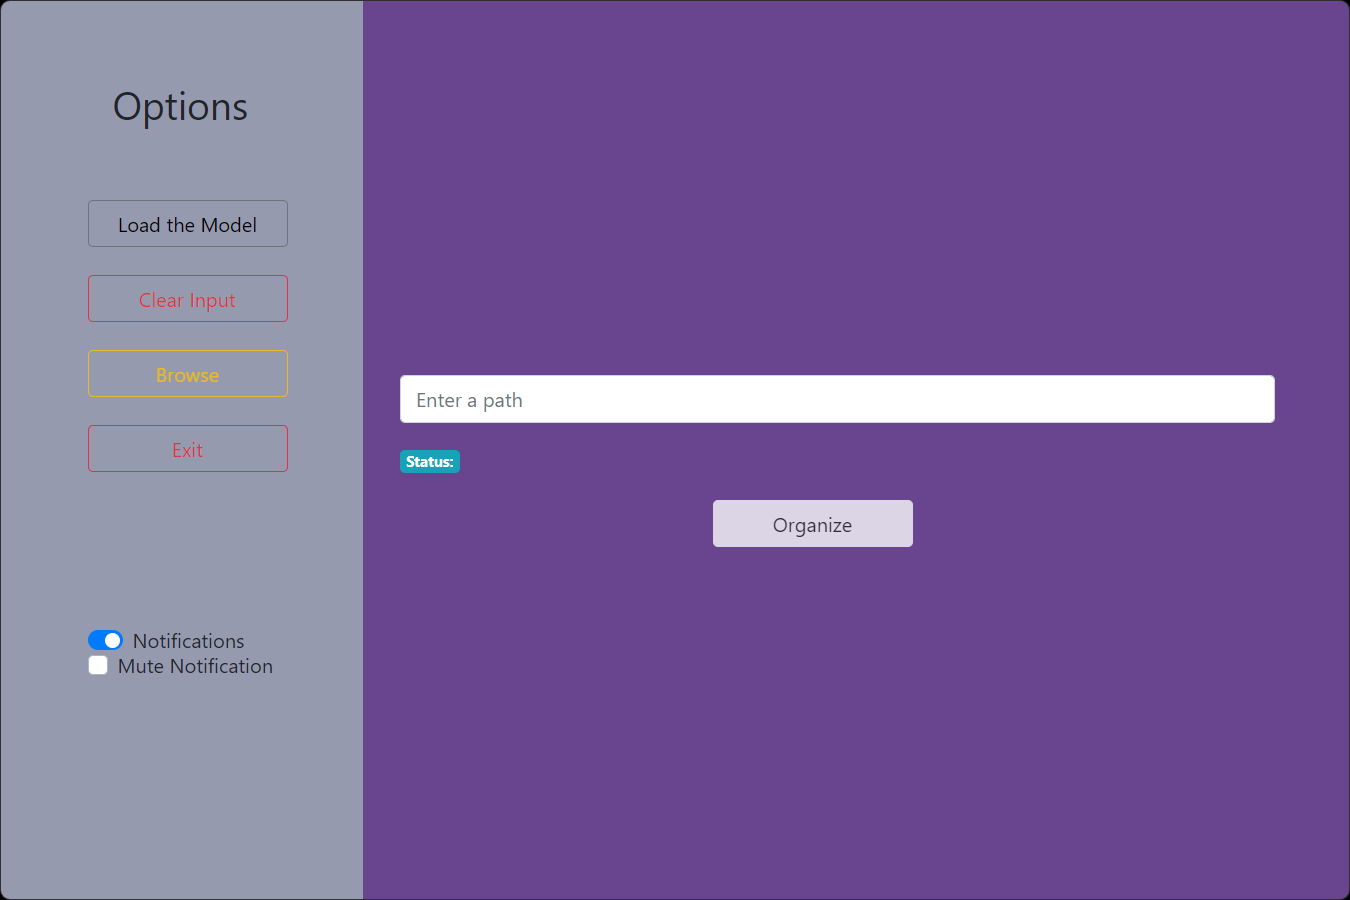 Options
Load the Model
Clear Input
Browse
Exit
Notifications
Mute Notification
Enter a path
Status:
Organize